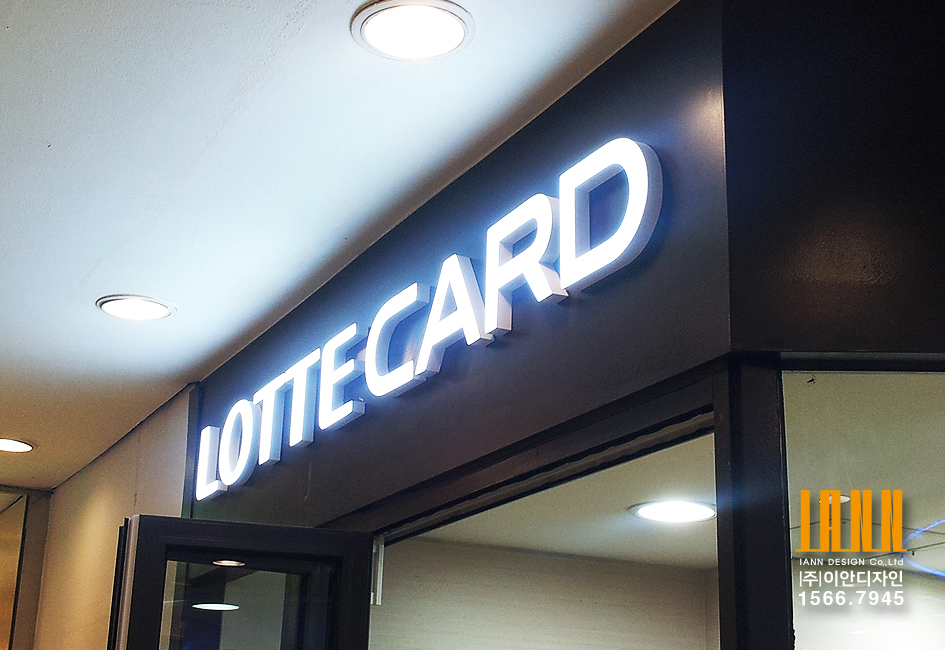 LOTTE CARD
IANN
IANN DESIGN Co,.Ltd
(주)이안디자인
1566.7945